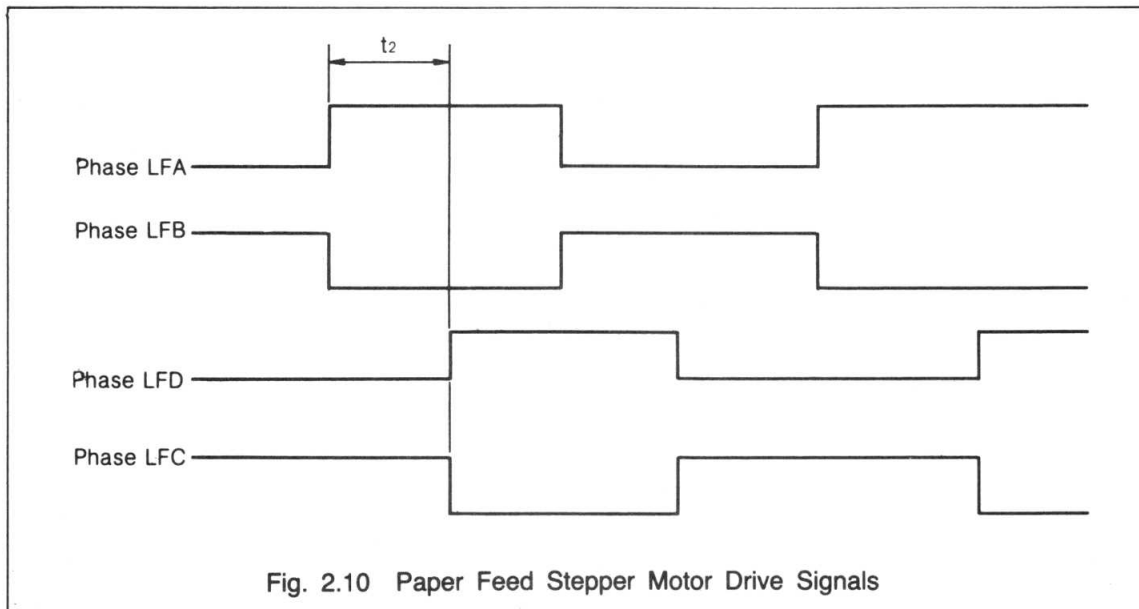 t₂
Phase LFA
Phase LFB
Phase LFD
Phase LFC
Fig. 2.10 Paper Feed Stepper Motor Drive Signals